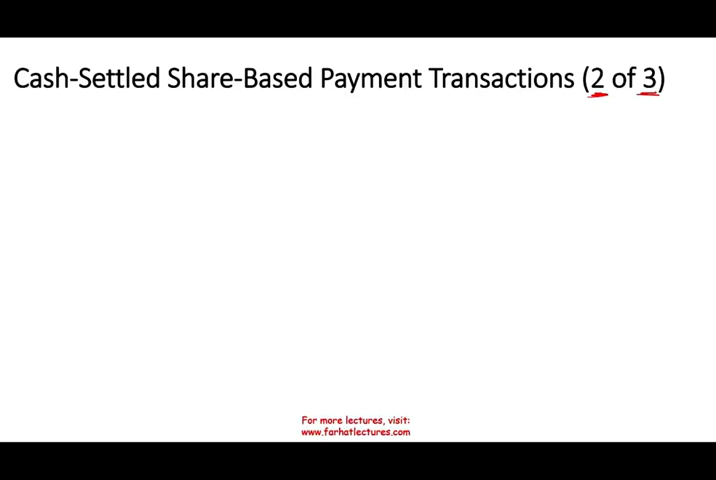 Cash-Settled Share-Based Payment Transactions (2 of 3)
For more lectures, visit:
www.farhatlectures.com